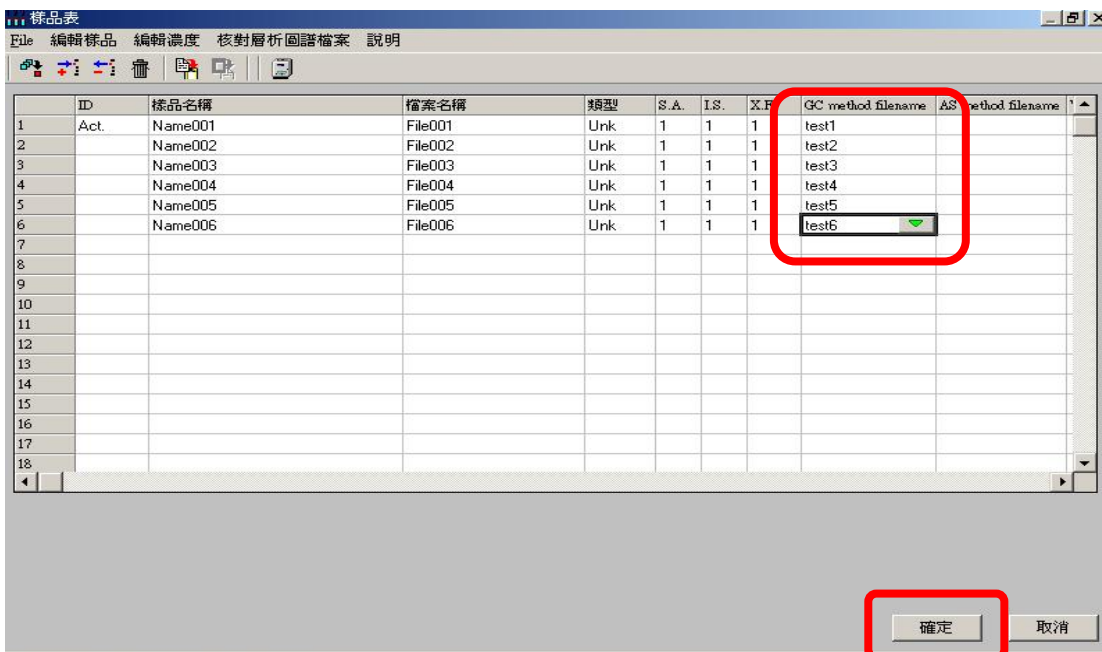 樣品表
File 編輯樣品 編輯濃度 核對層析圖譜檔案 說明
ID 樣品名稱 檔案名稱 類型 S.A. I.S. X.F GC method filename AS method filename
1 Act. Name001 File001 Unk 1 1 1 test1
2 Name002 File002 Unk 1 1 1 test2
3 Name003 File003 Unk 1 1 1 test3
4 Name004 File004 Unk 1 1 1 test4
5 Name005 File005 Unk 1 1 1 test5
6 Name006 File006 Unk 1 1 1 test6
7
8
9
10
11
12
13
14
15
16
17
18
確定 取消